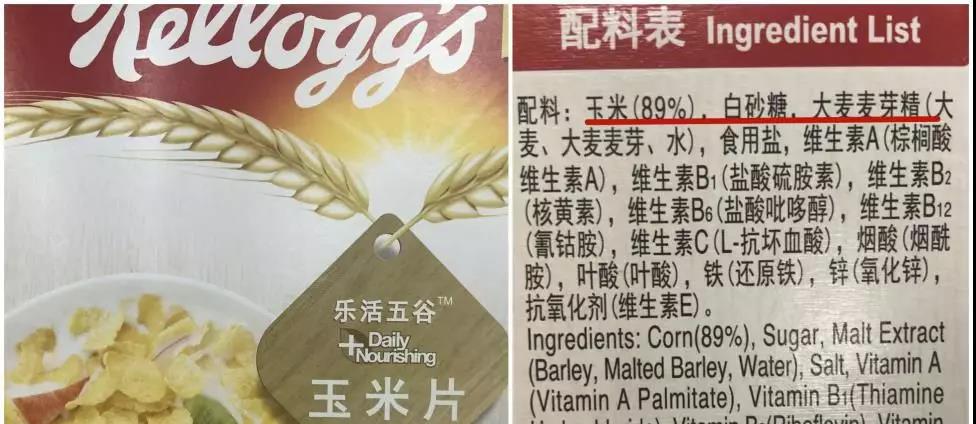 Kellogg's
乐活五谷™
Daily
Nourishing
玉米片
配料表 Ingredient List
配料：玉米(89%)，白砂糖，大麦麦芽精(大
麦、大麦麦芽、水)，食用盐，维生素A(棕榈酸
维生素A)，维生素B1(盐酸硫胺素)，维生素B2
(核黄素)，维生素B6(盐酸吡哆醇)，维生素B12
(氰钴胺)，维生素C(L-抗坏血酸)，烟酸(烟酰
胺)，叶酸(叶酸)，铁(还原铁)，锌(氧化锌)，
抗氧化剂(维生素E)。
Ingredients: Corn(89%), Sugar, Malt Extract
(Barley, Malted Barley, Water), Salt, Vitamin A
(Vitamin A Palmitate), Vitamin B1(Thiamine